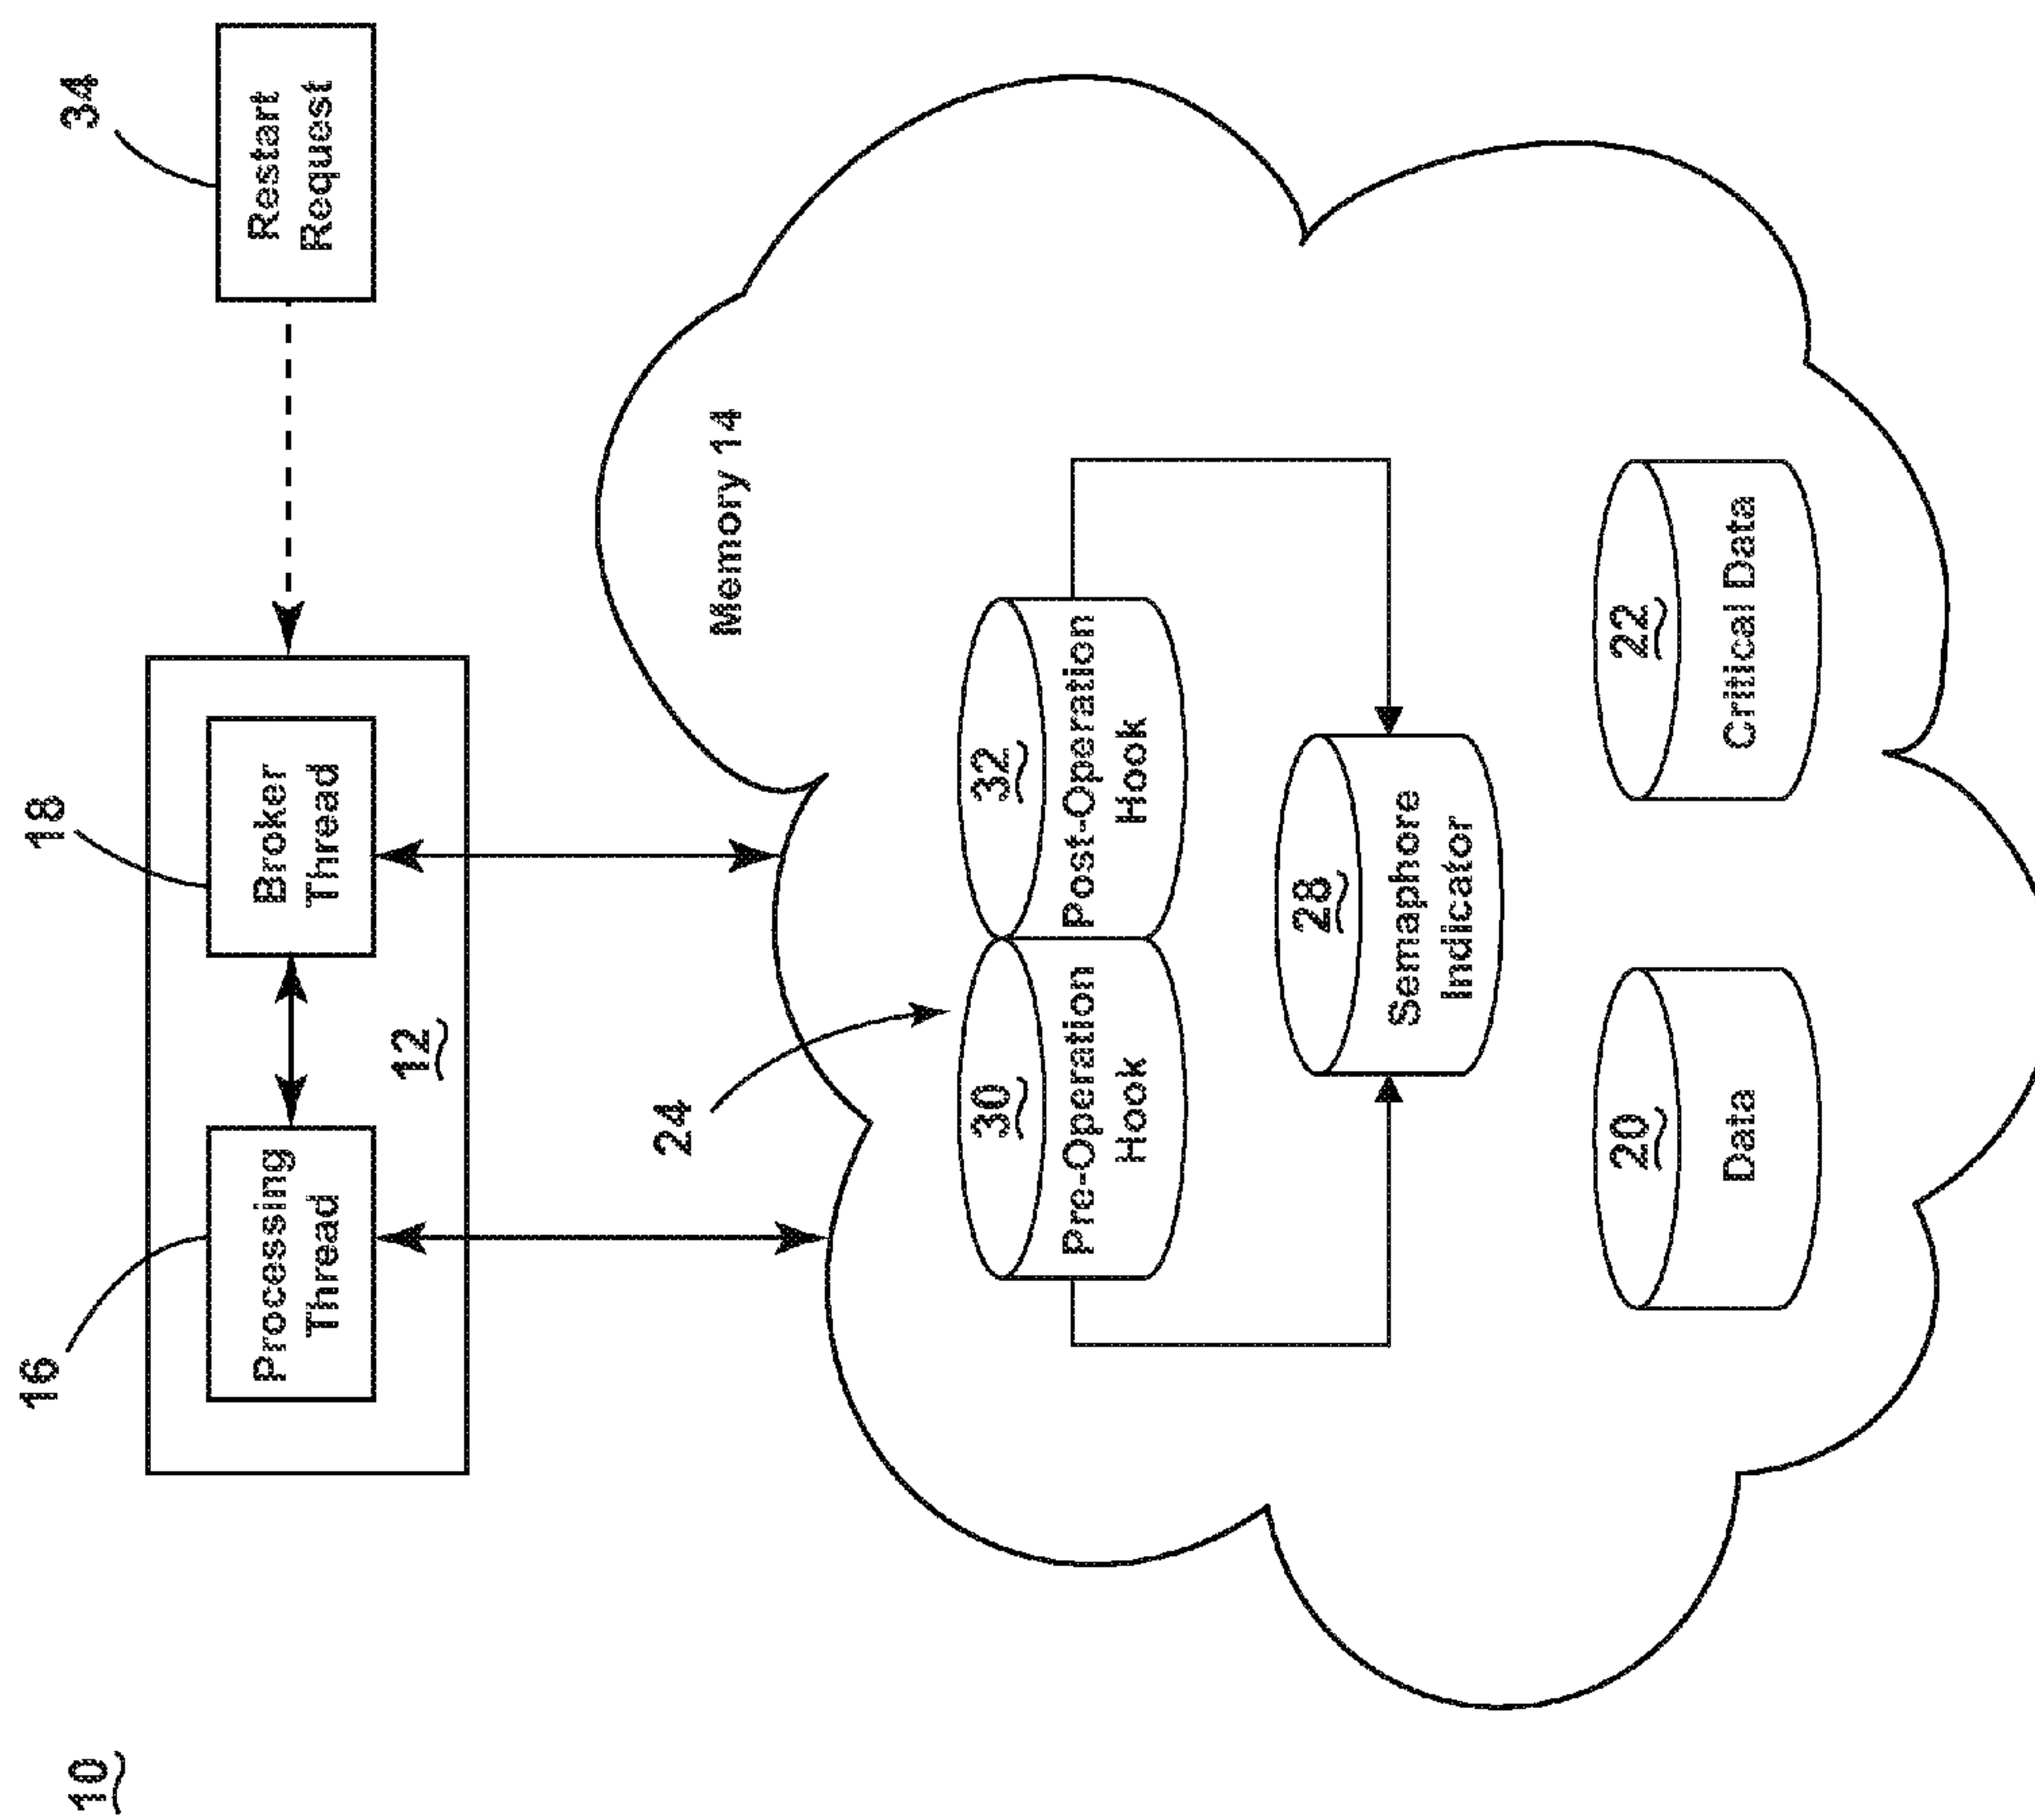 10
16
Processing
Thread
18
Broker
Thread
12
34
Restart
Request
Memory 14
24
30
Pre-Operation
Hook
32
Post-Operation
Hook
28
Semaphore
Indicator
20
Data
22
Critical Data